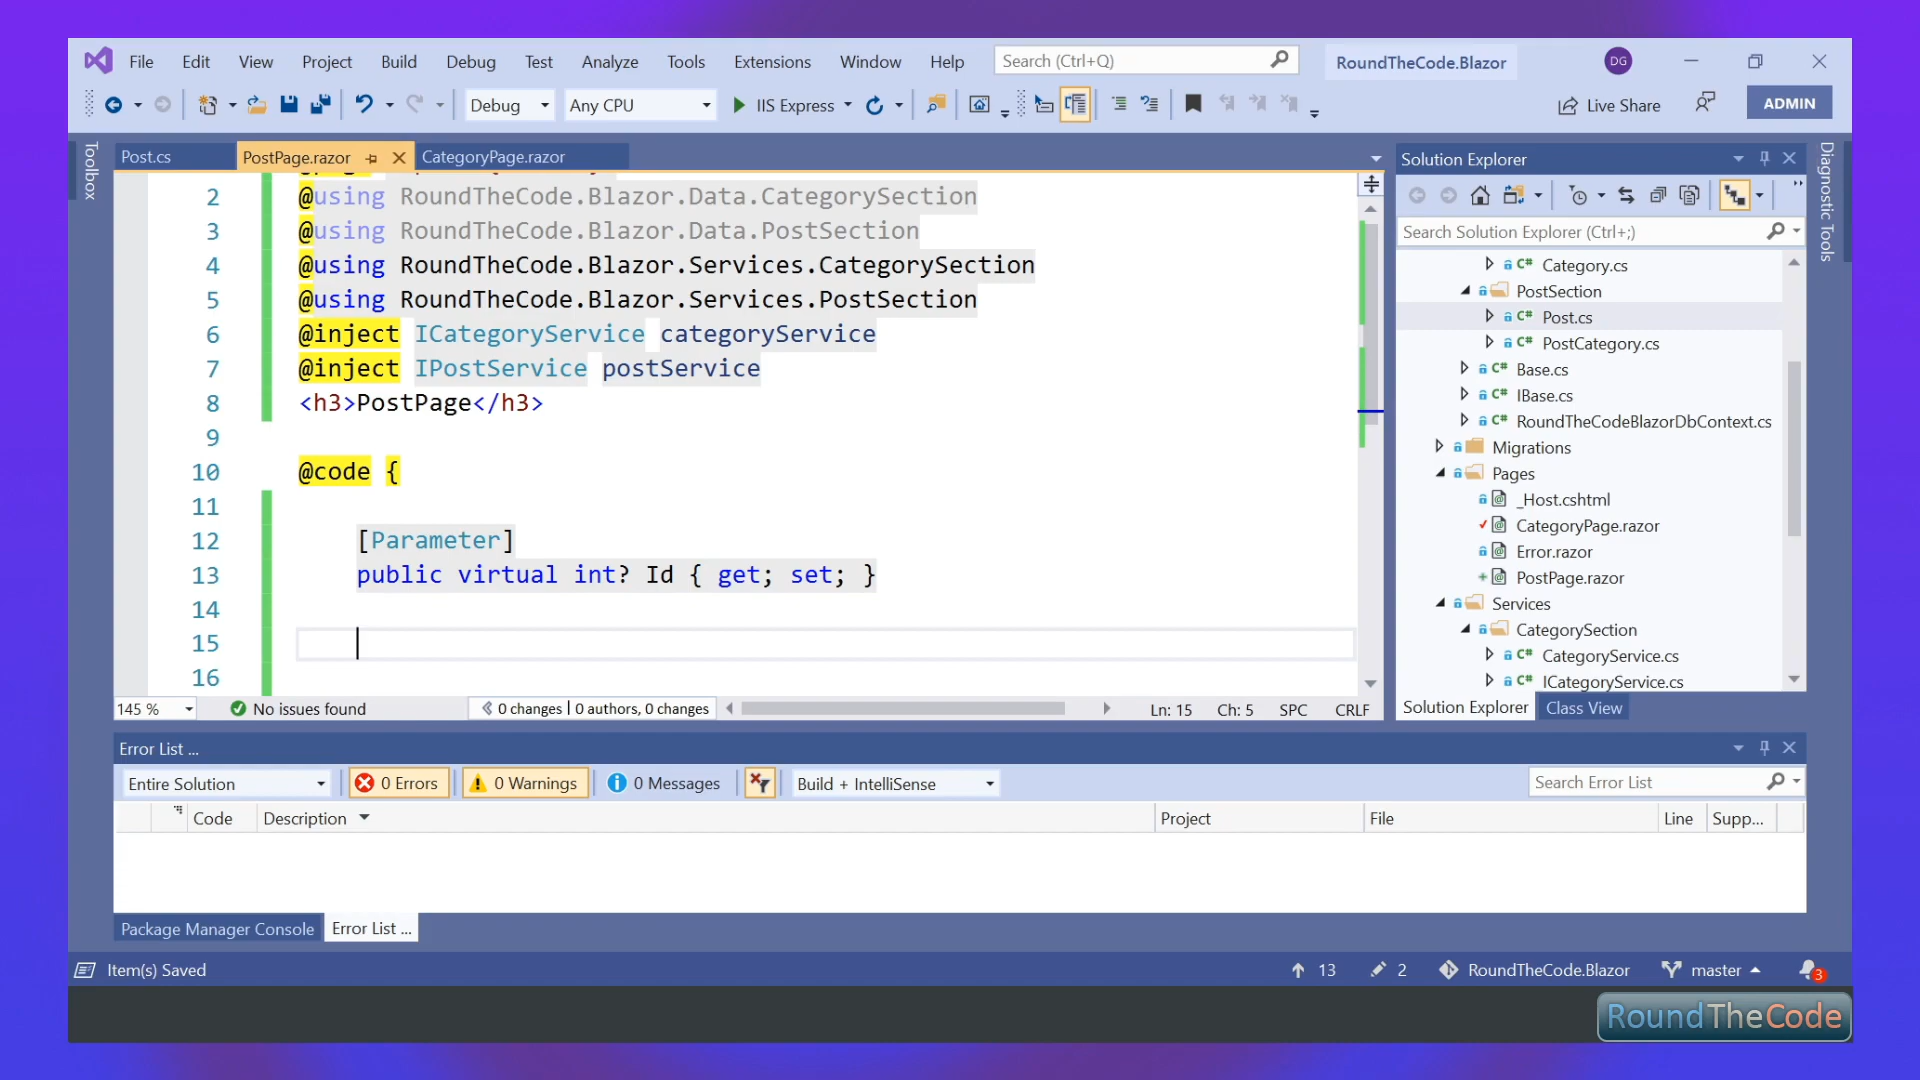 File Edit View Project Build Debug Test Analyze Tools Extensions Window Help Search (Ctrl+Q) RoundTheCode.Blazor DG
Debug Any CPU IIS Express Live Share ADMIN
Toolbox
Post.cs PostPage.razor CategoryPage.razor
2 @using RoundTheCode.Blazor.Data.CategorySection
3 @using RoundTheCode.Blazor.Data.PostSection
4 @using RoundTheCode.Blazor.Services.CategorySection
5 @using RoundTheCode.Blazor.Services.PostSection
6 @inject ICategoryService categoryService
7 @inject IPostService postService
8 <h3>PostPage</h3>
9
10 @code {
11
12 [Parameter]
13 public virtual int? Id { get; set; }
14
15
16
145 % No issues found 0 changes | 0 authors, 0 changes Ln: 15 Ch: 5 SPC CRLF
Solution Explorer
Search Solution Explorer (Ctrl+;)
C# Category.cs
PostSection
C# Post.cs
C# PostCategory.cs
C# Base.cs
C# IBase.cs
C# RoundTheCodeBlazorDbContext.cs
Migrations
Pages
_Host.cshtml
CategoryPage.razor
Error.razor
PostPage.razor
Services
CategorySection
C# CategoryService.cs
C# ICategoryService.cs
Solution Explorer Class View
Diagnostic Tools
Error List ...
Entire Solution 0 Errors 0 Warnings 0 Messages Build + IntelliSense Search Error List
Code Description Project File Line Supp...
Package Manager Console Error List ...
Item(s) Saved 13 2 RoundTheCode.Blazor master 3
RoundTheCode